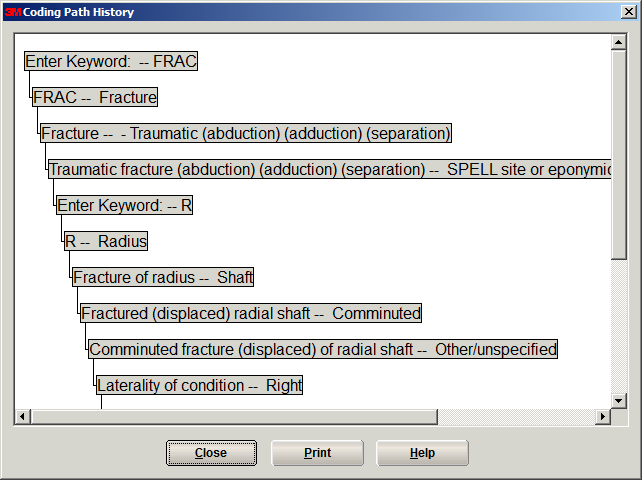 3M Coding Path History
Enter Keyword: -- FRAC
FRAC -- Fracture
Fracture -- - Traumatic (abduction) (adduction) (separation)
Traumatic fracture (abduction) (adduction) (separation) -- SPELL site or eponymic
Enter Keyword: -- R
R -- Radius
Fracture of radius -- Shaft
Fractured (displaced) radial shaft -- Comminuted
Comminuted fracture (displaced) of radial shaft -- Other/unspecified
Laterality of condition -- Right
Close Print Help